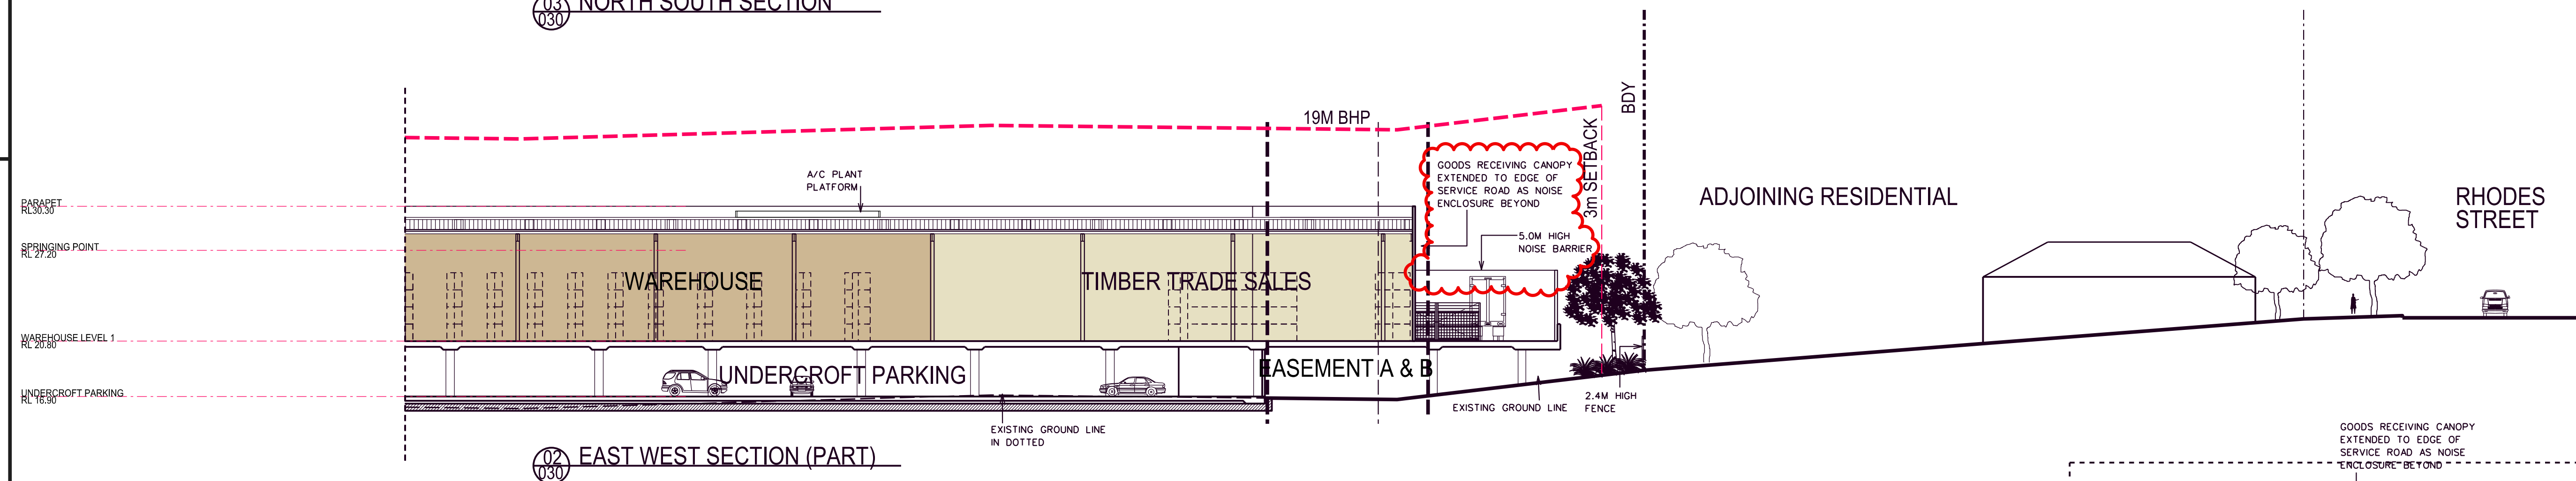 03
030
NORTH SOUTH SECTION
BDY
19M BHP
3m SETBACK
GOODS RECEIVING CANOPY
EXTENDED TO EDGE OF
SERVICE ROAD AS NOISE
ENCLOSURE BEYOND
A/C PLANT
PLATFORM
ADJOINING RESIDENTIAL
RHODES
STREET
PARAPET
RL30.30
5.0M HIGH
NOISE BARRIER
SPRINGING POINT
RL 27.20
WAREHOUSE
TIMBER TRADE SALES
WAREHOUSE LEVEL 1
RL 20.80
UNDERCROFT PARKING
EASEMENT A & B
UNDERCROFT PARKING
RL 16.90
2.4M HIGH
FENCE
EXISTING GROUND LINE
EXISTING GROUND LINE
IN DOTTED
GOODS RECEIVING CANOPY
EXTENDED TO EDGE OF
SERVICE ROAD AS NOISE
ENCLOSURE BEYOND
02
030
EAST WEST SECTION (PART)